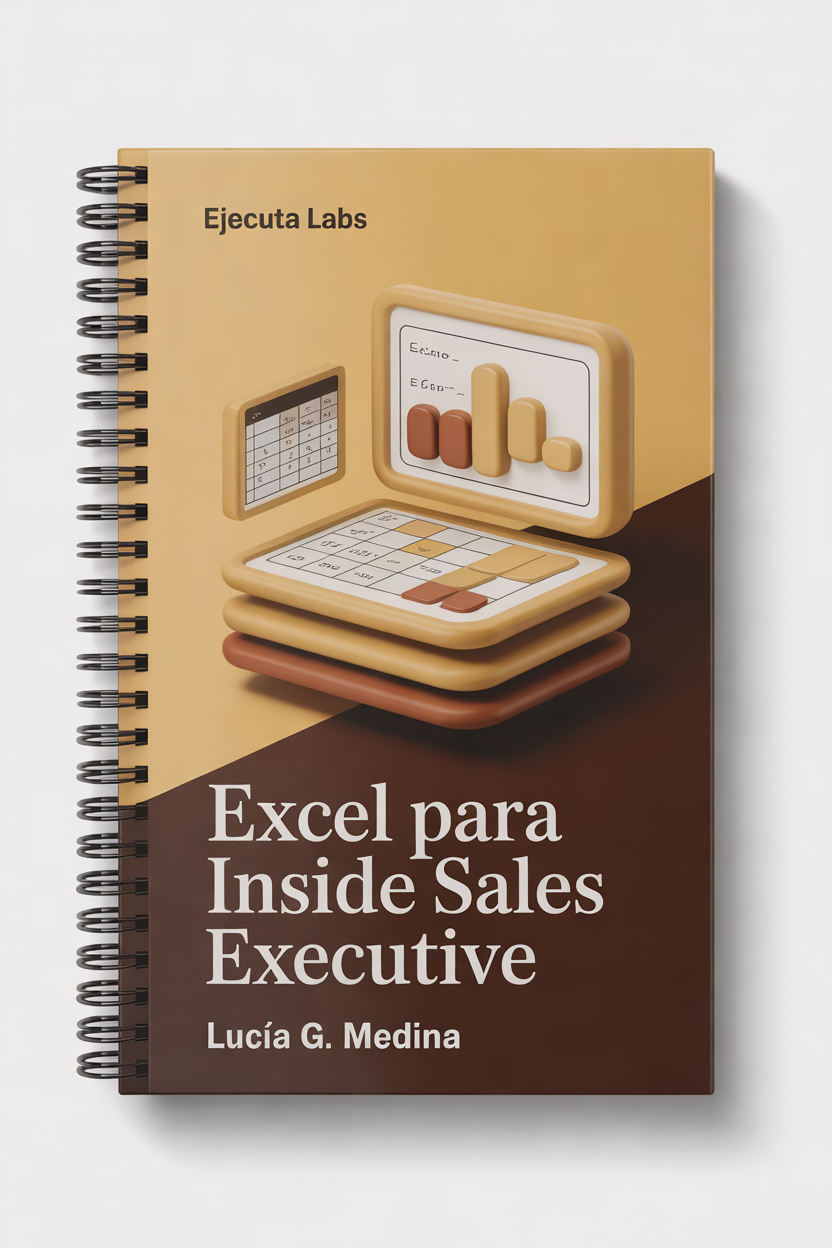 Ejecuta Labs
Excel para
Inside Sales
Executive
Lucía G. Medina